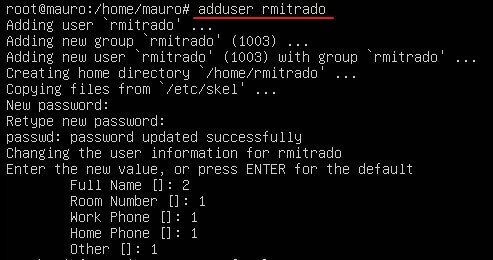 root@mauro:/home/mauro# adduser rmitrado
Adding user `rmitrado' ...
Adding new group `rmitrado' (1003) ...
Adding new user `rmitrado' (1003) with group `rmitrado' ...
Creating home directory `/home/rmitrado' ...
Copying files from `/etc/skel' ...
New password:
Retype new password:
passwd: password updated successfully
Changing the user information for rmitrado
Enter the new value, or press ENTER for the default
Full Name []: 2
Room Number []: 1
Work Phone []: 1
Home Phone []: 1
Other []: 1